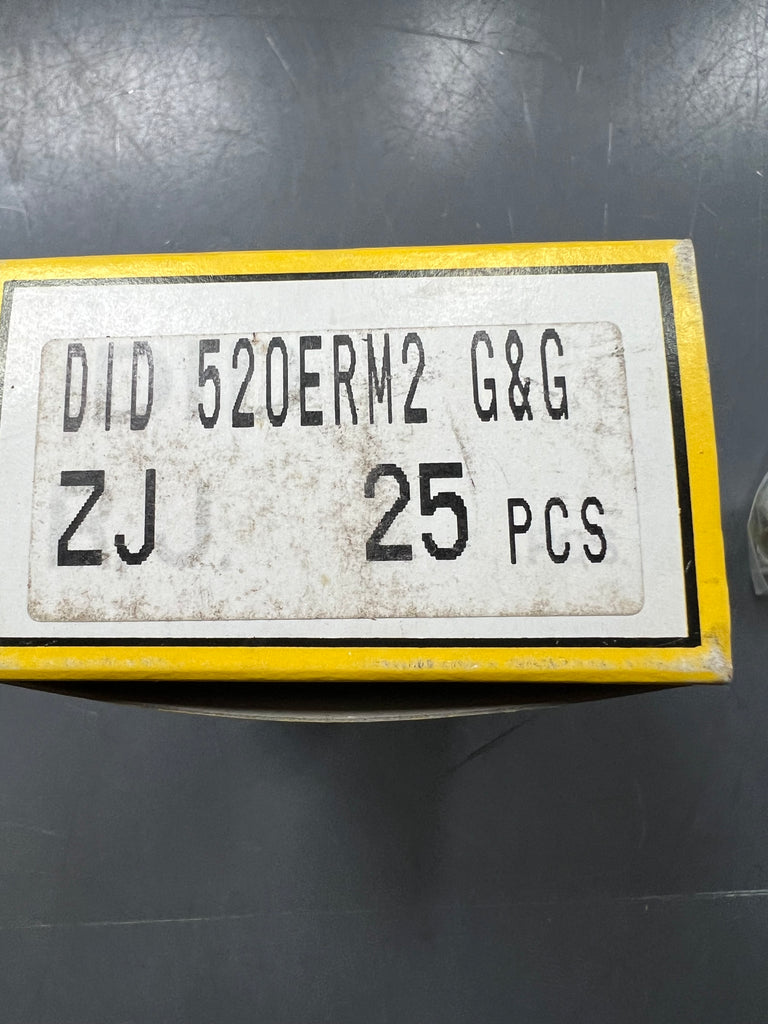 DID 520ERM2 G&G
ZJ 25 PCS